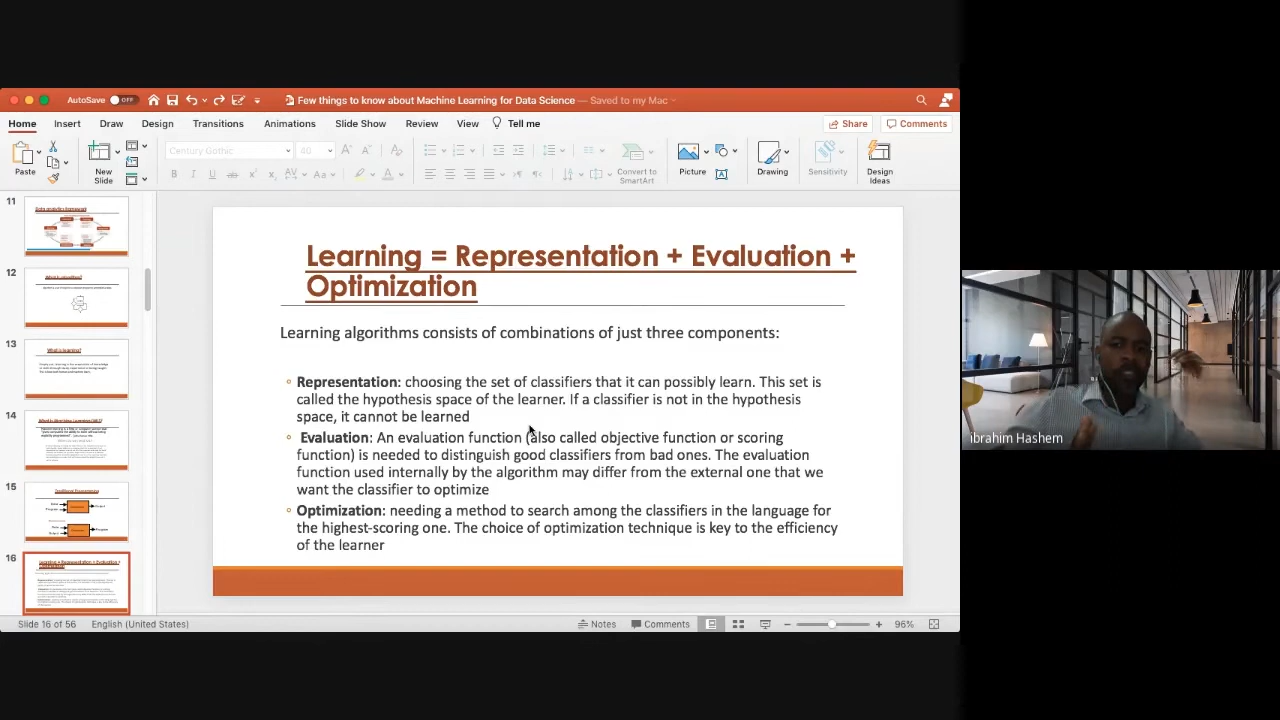 AutoSave OFF
Few things to know about Machine Learning for Data Science — Saved to my Mac
Home Insert Draw Design Transitions Animations Slide Show Review View Tell me
Share Comments
Paste
New Slide
Century Gothic 40
Convert to SmartArt
Picture
Drawing
Sensitivity
Design Ideas
11
Data analytics framework
12
13
What is learning?
14
15
Traditional Programming
16
Learning = Representation + Evaluation +
Optimization
Learning algorithms consists of combinations of just three components:
Representation: choosing the set of classifiers that it can possibly learn. This set is
called the hypothesis space of the learner. If a classifier is not in the hypothesis
space, it cannot be learned
Evaluation: An evaluation function (also called objective function or scoring
function) is needed to distinguish good classifiers from bad ones. The evaluation
function used internally by the algorithm may differ from the external one that we
want the classifier to optimize
Optimization: needing a method to search among the classifiers in the language for
the highest-scoring one. The choice of optimization technique is key to the efficiency
of the learner
ibrahim Hashem
Slide 16 of 56 English (United States)
Notes Comments 96%